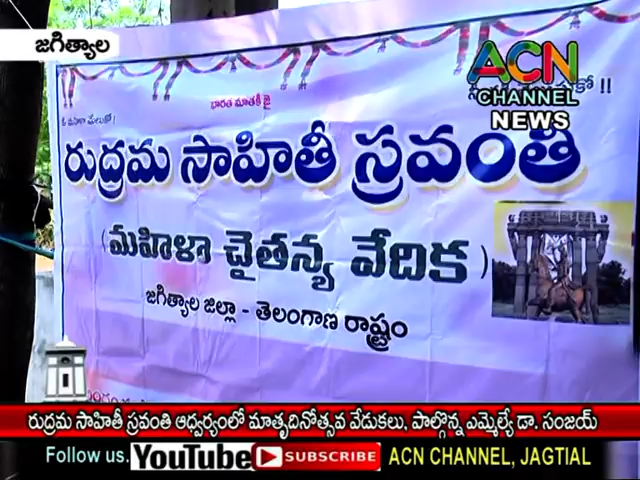 జగిత్యాల
ACN
CHANNEL
NEWS
!!
భారత మాతకీ జై
ఓ మహిళా మేలుకో!
రుద్రమ సాహితీ స్రవంతి
(మహిళా చైతన్య వేదిక)
జగిత్యాల జిల్లా - తెలంగాణ రాష్ట్రం
రుద్రమ సాహితీ స్రవంతి ఆధ్వర్యంలో మాతృదినోత్సవ వేడుకలు, పాల్గొన్న ఎమ్మెల్యే డా. సంజయ్
Follow us. YouTube SUBSCRIBE ACN CHANNEL, JAGTIAL